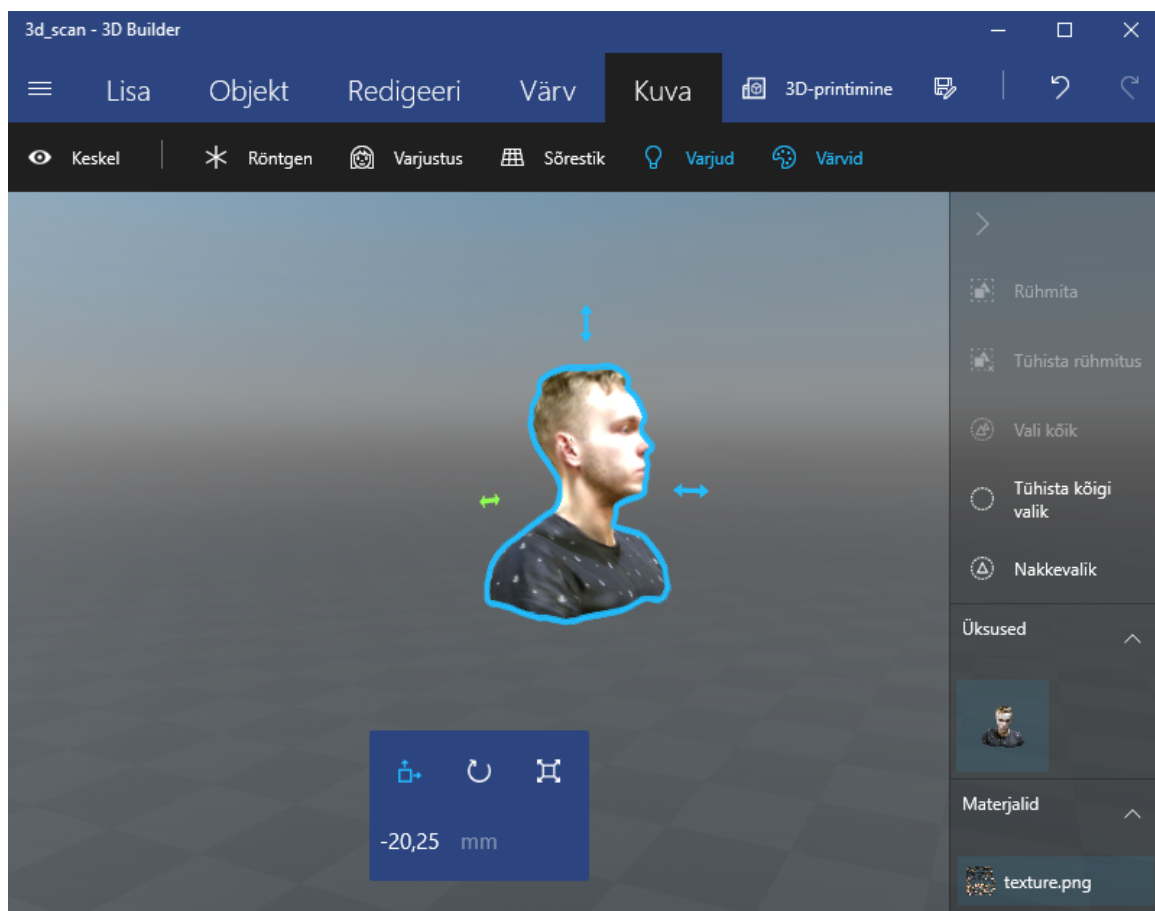 3d_scan - 3D Builder
Lisa Objekt Redigeeri Värv Kuva 3D-printimine
Keskel Röntgen Varjustus Sõrestik Varjud Värvid
Rühmita
Tühista rühmitus
Vali kõik
Tühista kõigi
valik
Nakkevalik
Üksused
-20,25 mm
Materjalid
texture.png